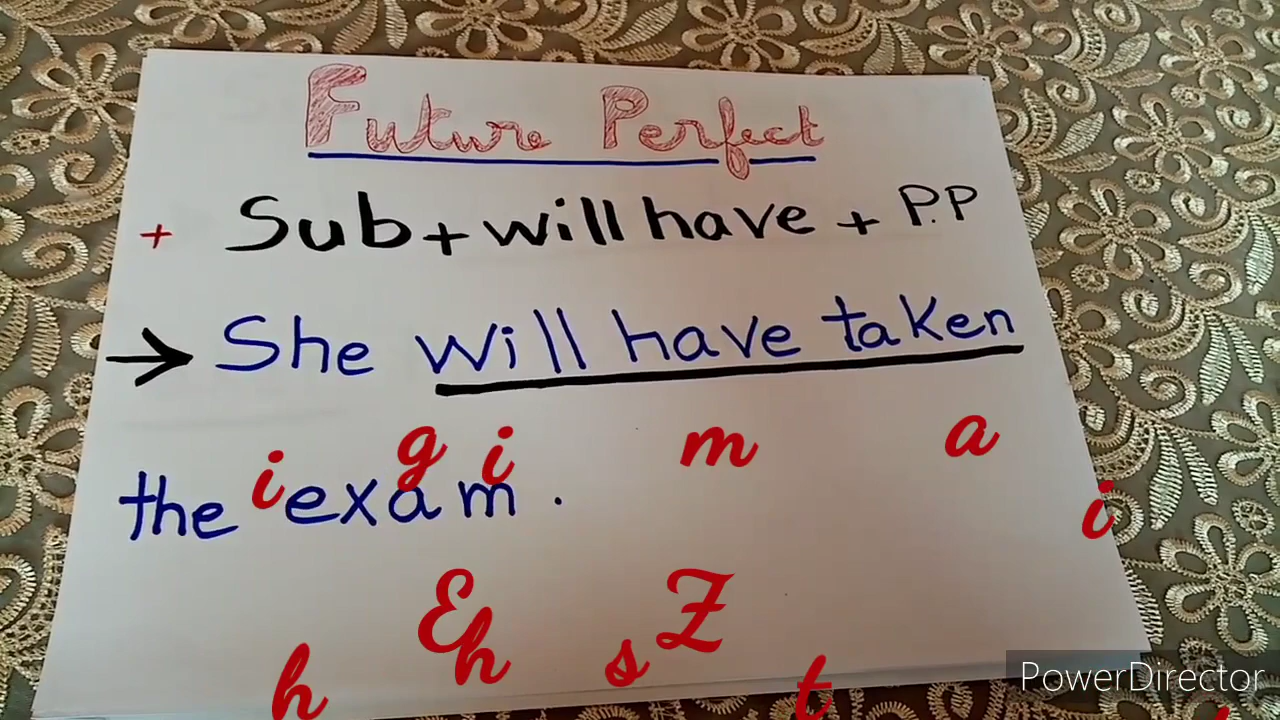 Future Perfect
+ Sub + will have + P.P
→ She will have taken
g i m a
i
the exam.
i
E Z
h s
h t
PowerDirector